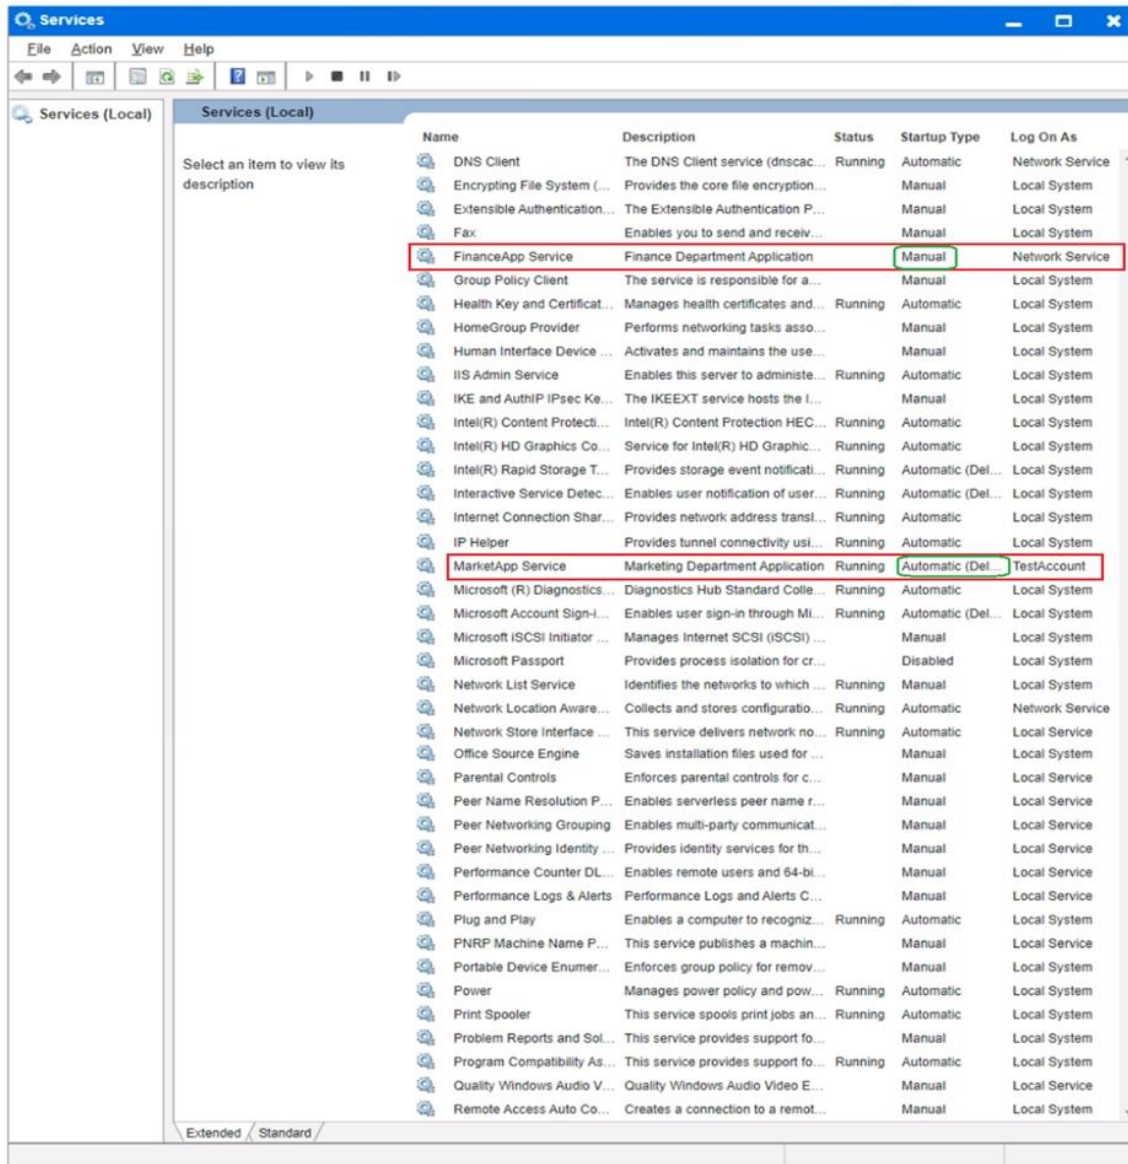 Services
File Action View Help
Services (Local)
Services (Local)
Select an item to view its
description
Name Description Status Startup Type Log On As
DNS Client The DNS Client service (dnscac... Running Automatic Network Service
Encrypting File System (... Provides the core file encryption... Manual Local System
Extensible Authentication... The Extensible Authentication P... Manual Local System
Fax Enables you to send and receiv... Manual Local System
FinanceApp Service Finance Department Application Manual Network Service
Group Policy Client The service is responsible for a... Manual Local System
Health Key and Certificat... Manages health certificates and... Running Automatic Local System
HomeGroup Provider Performs networking tasks asso... Manual Local System
Human Interface Device ... Activates and maintains the use... Manual Local System
IIS Admin Service Enables this server to administe... Running Automatic Local System
IKE and AuthIP IPsec Ke... The IKEEXT service hosts the I... Manual Local System
Intel(R) Content Protecti... Intel(R) Content Protection HEC... Running Automatic Local System
Intel(R) HD Graphics Co... Service for Intel(R) HD Graphic... Running Automatic Local System
Intel(R) Rapid Storage T... Provides storage event notificati... Running Automatic (Del... Local System
Interactive Service Detec... Enables user notification of user... Running Automatic (Del... Local System
Internet Connection Shar... Provides network address transl... Running Automatic Local System
IP Helper Provides tunnel connectivity usi... Running Automatic Local System
MarketApp Service Marketing Department Application Running Automatic (Del... TestAccount
Microsoft (R) Diagnostics... Diagnostics Hub Standard Colle... Running Automatic Local System
Microsoft Account Sign-i... Enables user sign-in through Mi... Running Automatic (Del... Local System
Microsoft iSCSI Initiator ... Manages Internet SCSI (iSCSI) ... Manual Local System
Microsoft Passport Provides process isolation for cr... Disabled Local System
Network List Service Identifies the networks to which ... Running Manual Local System
Network Location Aware... Collects and stores configuratio... Running Automatic Network Service
Network Store Interface ... This service delivers network no... Running Automatic Local Service
Office Source Engine Saves installation files used for ... Manual Local System
Parental Controls Enforces parental controls for c... Manual Local Service
Peer Name Resolution P... Enables serverless peer name r... Manual Local Service
Peer Networking Grouping Enables multi-party communicat... Manual Local Service
Peer Networking Identity ... Provides identity services for th... Manual Local Service
Performance Counter DL... Enables remote users and 64-bi... Manual Local Service
Performance Logs & Alerts Performance Logs and Alerts C... Manual Local Service
Plug and Play Enables a computer to recogniz... Running Automatic Local System
PNRP Machine Name P... This service publishes a machin... Manual Local Service
Portable Device Enumer... Enforces group policy for remov... Manual Local System
Power Manages power policy and pow... Running Automatic Local System
Print Spooler This service spools print jobs an... Running Automatic Local System
Problem Reports and Sol... This service provides support fo... Manual Local System
Program Compatibility As... This service provides support fo... Running Automatic Local System
Quality Windows Audio V... Quality Windows Audio Video E... Manual Local Service
Remote Access Auto Co... Creates a connection to a remot... Manual Local System
Extended Standard